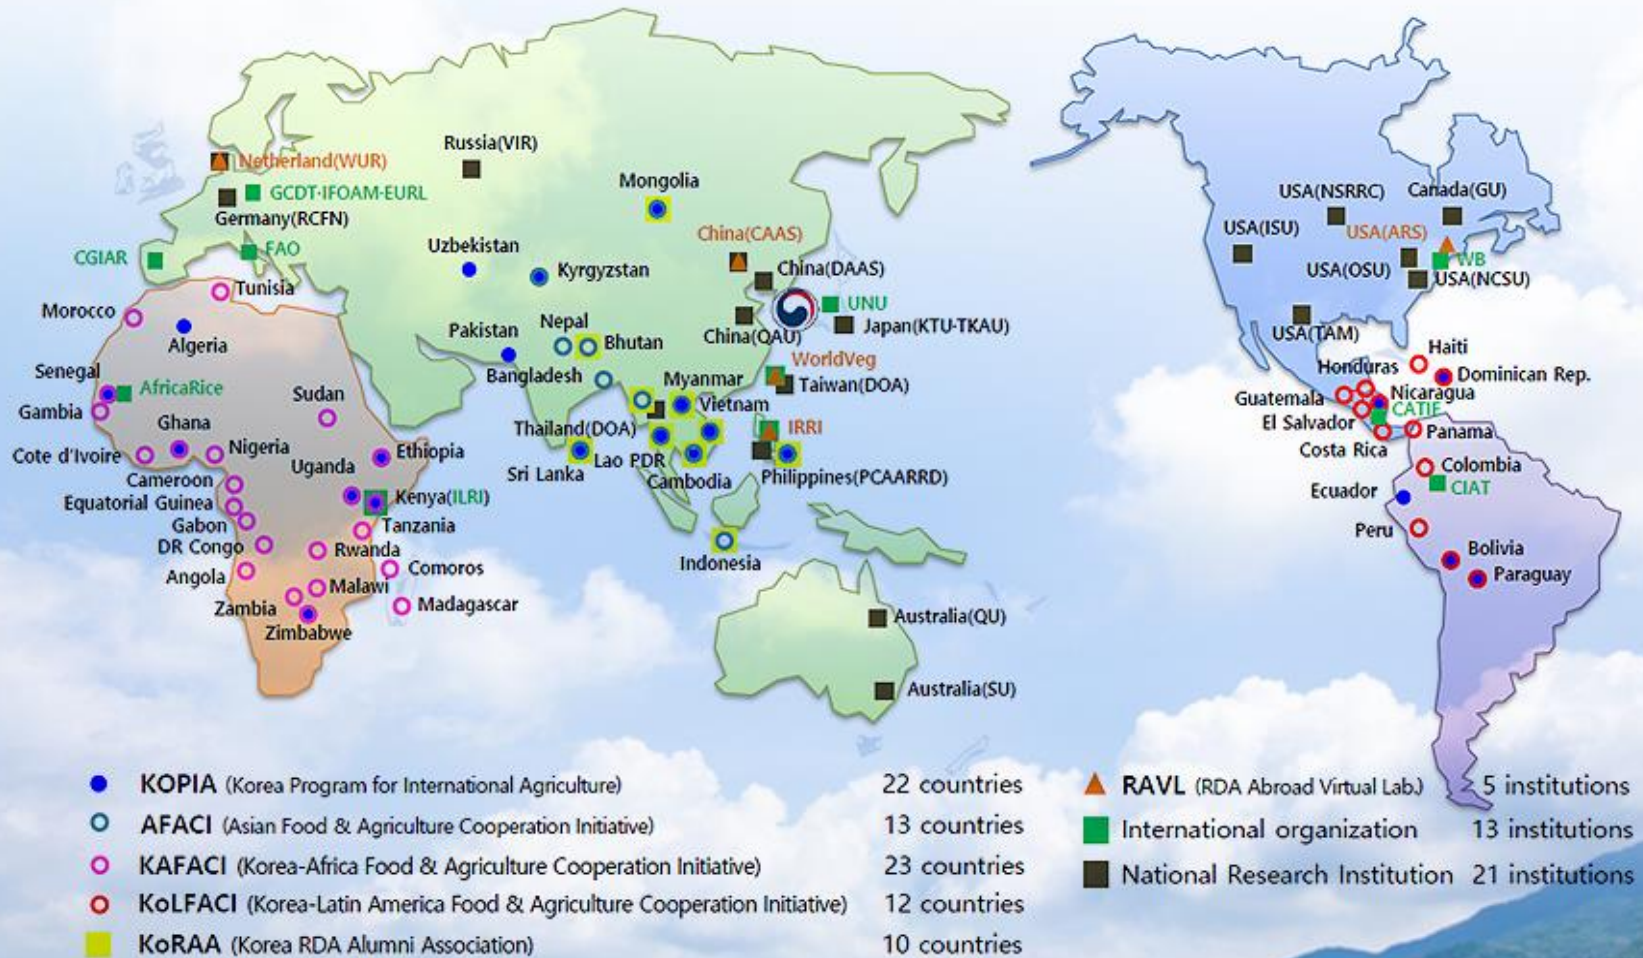 Russia(VIR)
Netherland(WUR)
Mongolia
GCDT·IFOAM·EURL
Germany(RCFN)
China(CAAS)
Uzbekistan
FAO
CGIAR
Kyrgyzstan
China(DAAS)
Tunisia
UNU
Morocco
Nepal
Japan(KTU·TKAU)
Pakistan
China(QAU)
Algeria
Bhutan
WorldVeg
Senegal
Bangladesh
Myanmar
Taiwan(DOA)
AfricaRice
Sudan
Vietnam
Gambia
Ghana
Thailand(DOA)
IRRI
Cote d'Ivoire
Nigeria
Ethiopia
Uganda
Lao PDR
Sri Lanka
Cameroon
Cambodia
Philippines(PCAARRD)
Equatorial Guinea
Kenya(ILRI)
Gabon
Tanzania
DR Congo
Rwanda
Indonesia
Angola
Comoros
Malawi
Zambia
Madagascar
Zimbabwe
Australia(QU)
Australia(SU)
USA(NSRRC)
Canada(GU)
USA(ISU)
USA(ARS)
WB
USA(OSU)
USA(NCSU)
USA(TAM)
Haiti
Honduras
Dominican Rep.
Guatemala
Nicaragua
CATIE
El Salvador
Panama
Costa Rica
Colombia
Ecuador
CIAT
Peru
Bolivia
Paraguay
KOPIA (Korea Program for International Agriculture) 22 countries
AFACI (Asian Food & Agriculture Cooperation Initiative) 13 countries
KAFACI (Korea-Africa Food & Agriculture Cooperation Initiative) 23 countries
KoLFACI (Korea-Latin America Food & Agriculture Cooperation Initiative) 12 countries
KoRAA (Korea RDA Alumni Association) 10 countries
RAVL (RDA Abroad Virtual Lab.) 5 institutions
International organization 13 institutions
National Research Institution 21 institutions